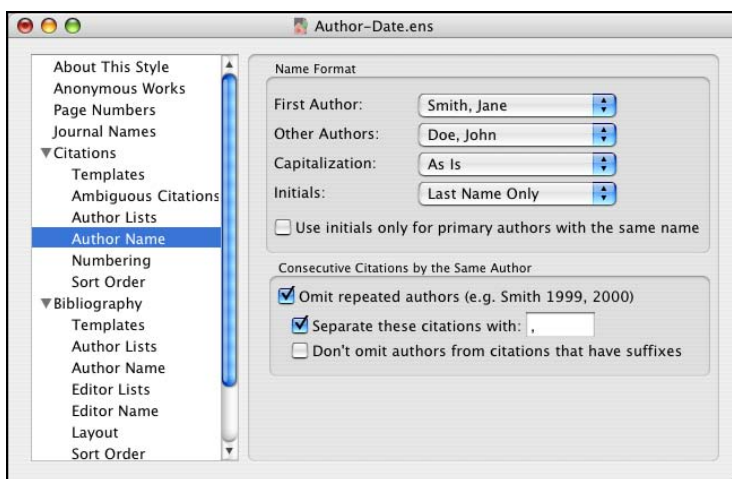 Author-Date.ens
About This Style
Anonymous Works
Page Numbers
Journal Names
Citations
Templates
Ambiguous Citations
Author Lists
Author Name
Numbering
Sort Order
Bibliography
Templates
Author Lists
Author Name
Editor Lists
Editor Name
Layout
Sort Order
Name Format
First Author: Smith, Jane
Other Authors: Doe, John
Capitalization: As Is
Initials: Last Name Only
Use initials only for primary authors with the same name
Consecutive Citations by the Same Author
Omit repeated authors (e.g. Smith 1999, 2000)
Separate these citations with: ,
Don't omit authors from citations that have suffixes